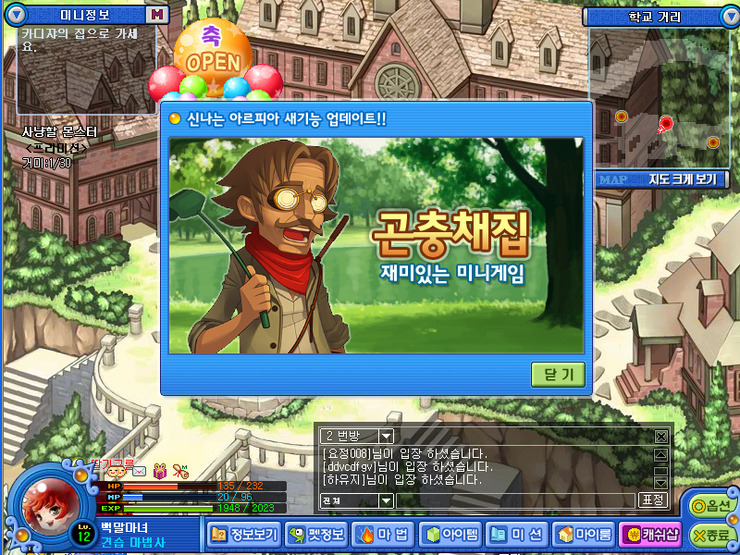 미니정보
M
카디쟈의 집으로 가세
요.
사냥할 몬스터
<프라미전>
거미:1/30
축
OPEN
학교 거리
MAP 지도 크게 보기
신나는 아르피아 새기능 업데이트!!
곤충채집
재미있는 미니게임
닫기
2 번방
[요정008]님이 입장 하셨습니다.
[ddvcdfgv]님이 입장 하셨습니다.
[하유지]님이 입장 하셨습니다.
전체
표정
HP 135 / 232
MP 20 / 96
EXP 1948 / 2023
Lv.
12
백말마녀
견습 마법사
정보보기
펫정보
마 법
아이템
미 션
마이룸
캐쉬샵
옵션
종료